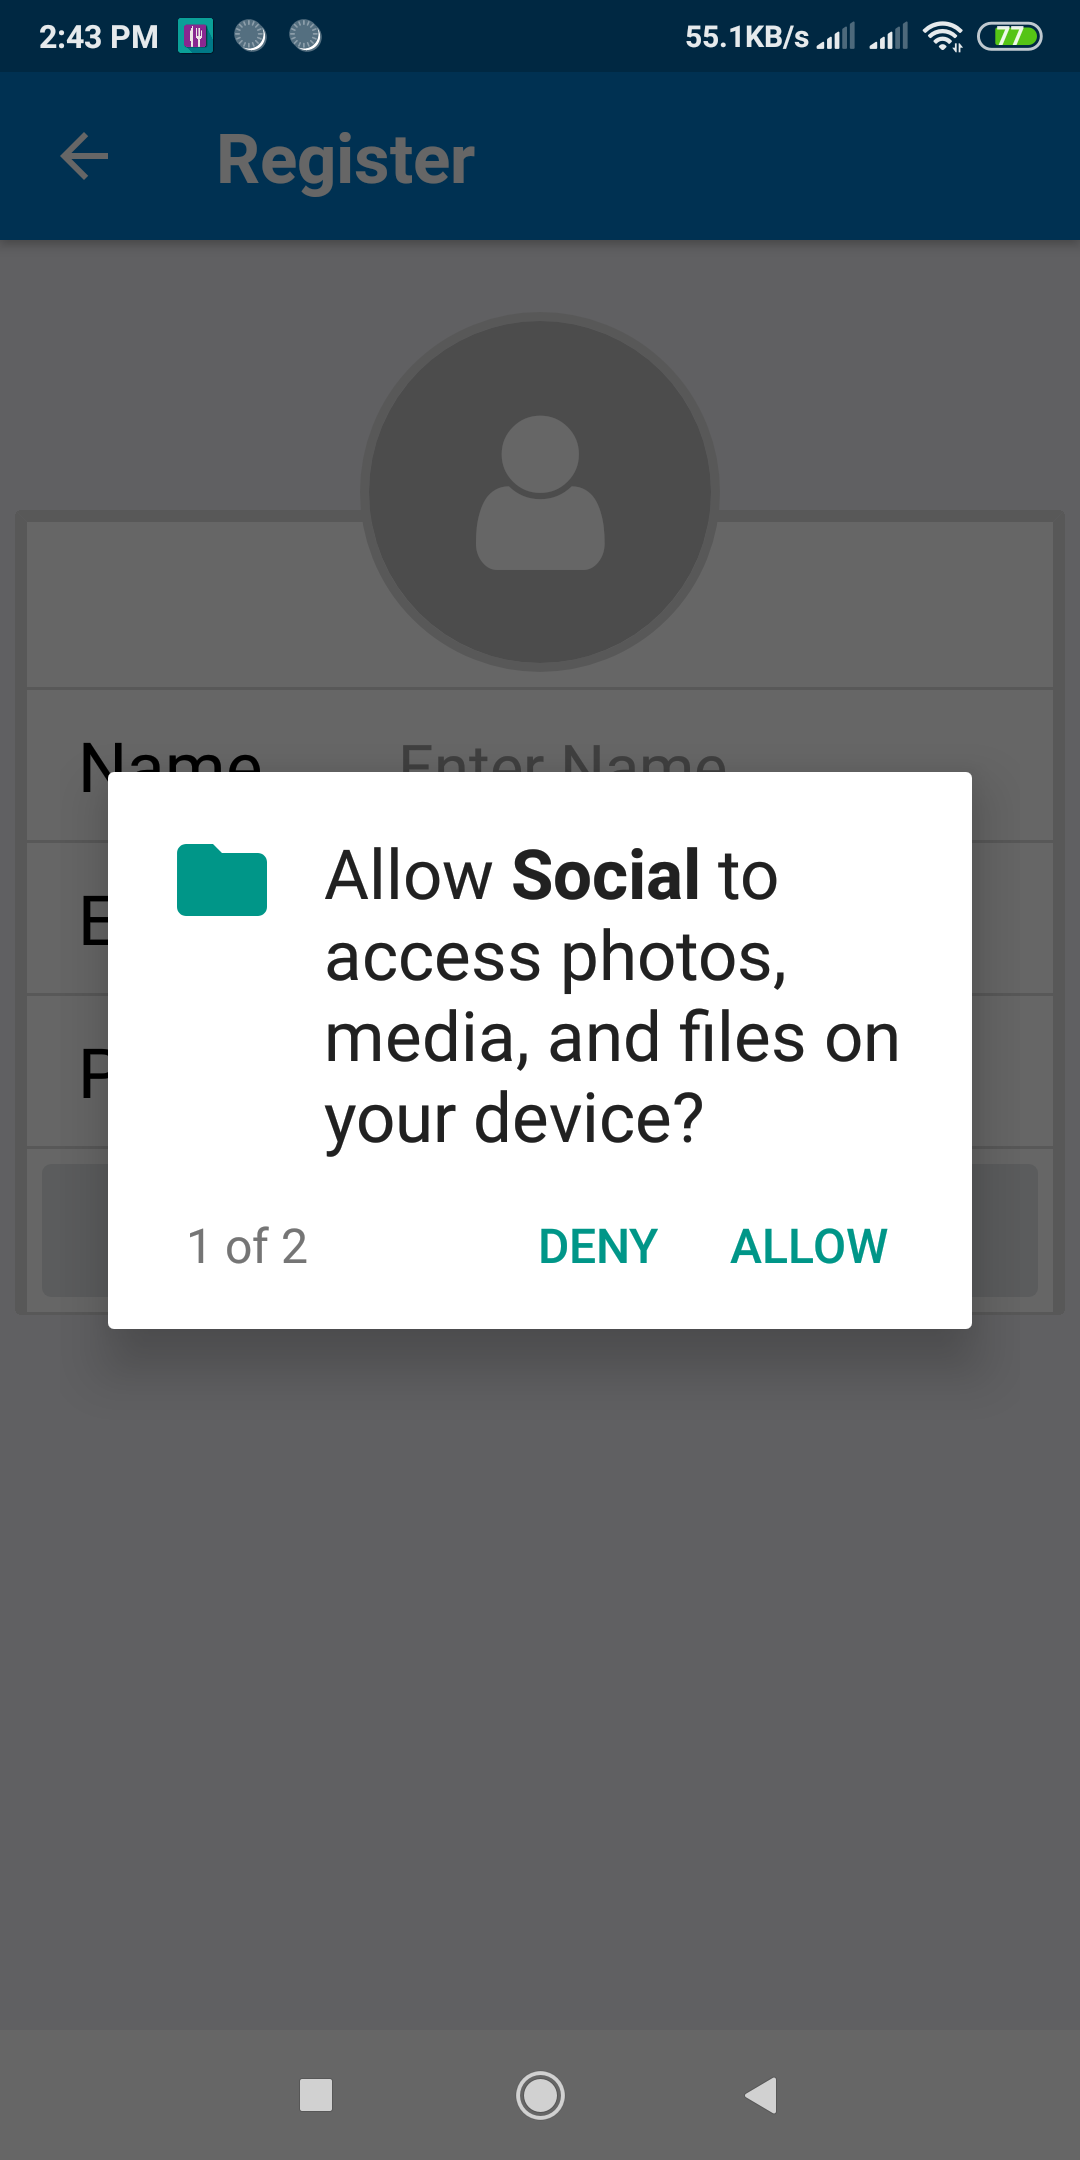 2:43 PM 55.1KB/s 77
Register
Name Enter Name
Allow Social to
access photos,
media, and files on
your device?
1 of 2 DENY ALLOW